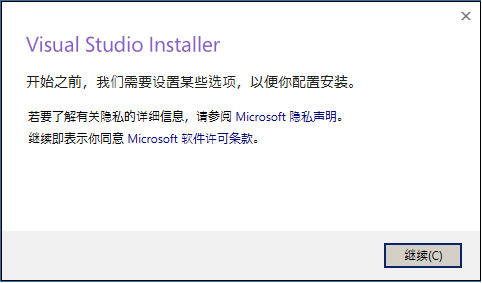 Visual Studio Installer
开始之前，我们需要设置某些选项，以便你配置安装。
若要了解有关隐私的详细信息，请参阅 Microsoft 隐私声明。
继续即表示你同意 Microsoft 软件许可条款。
继续(C)